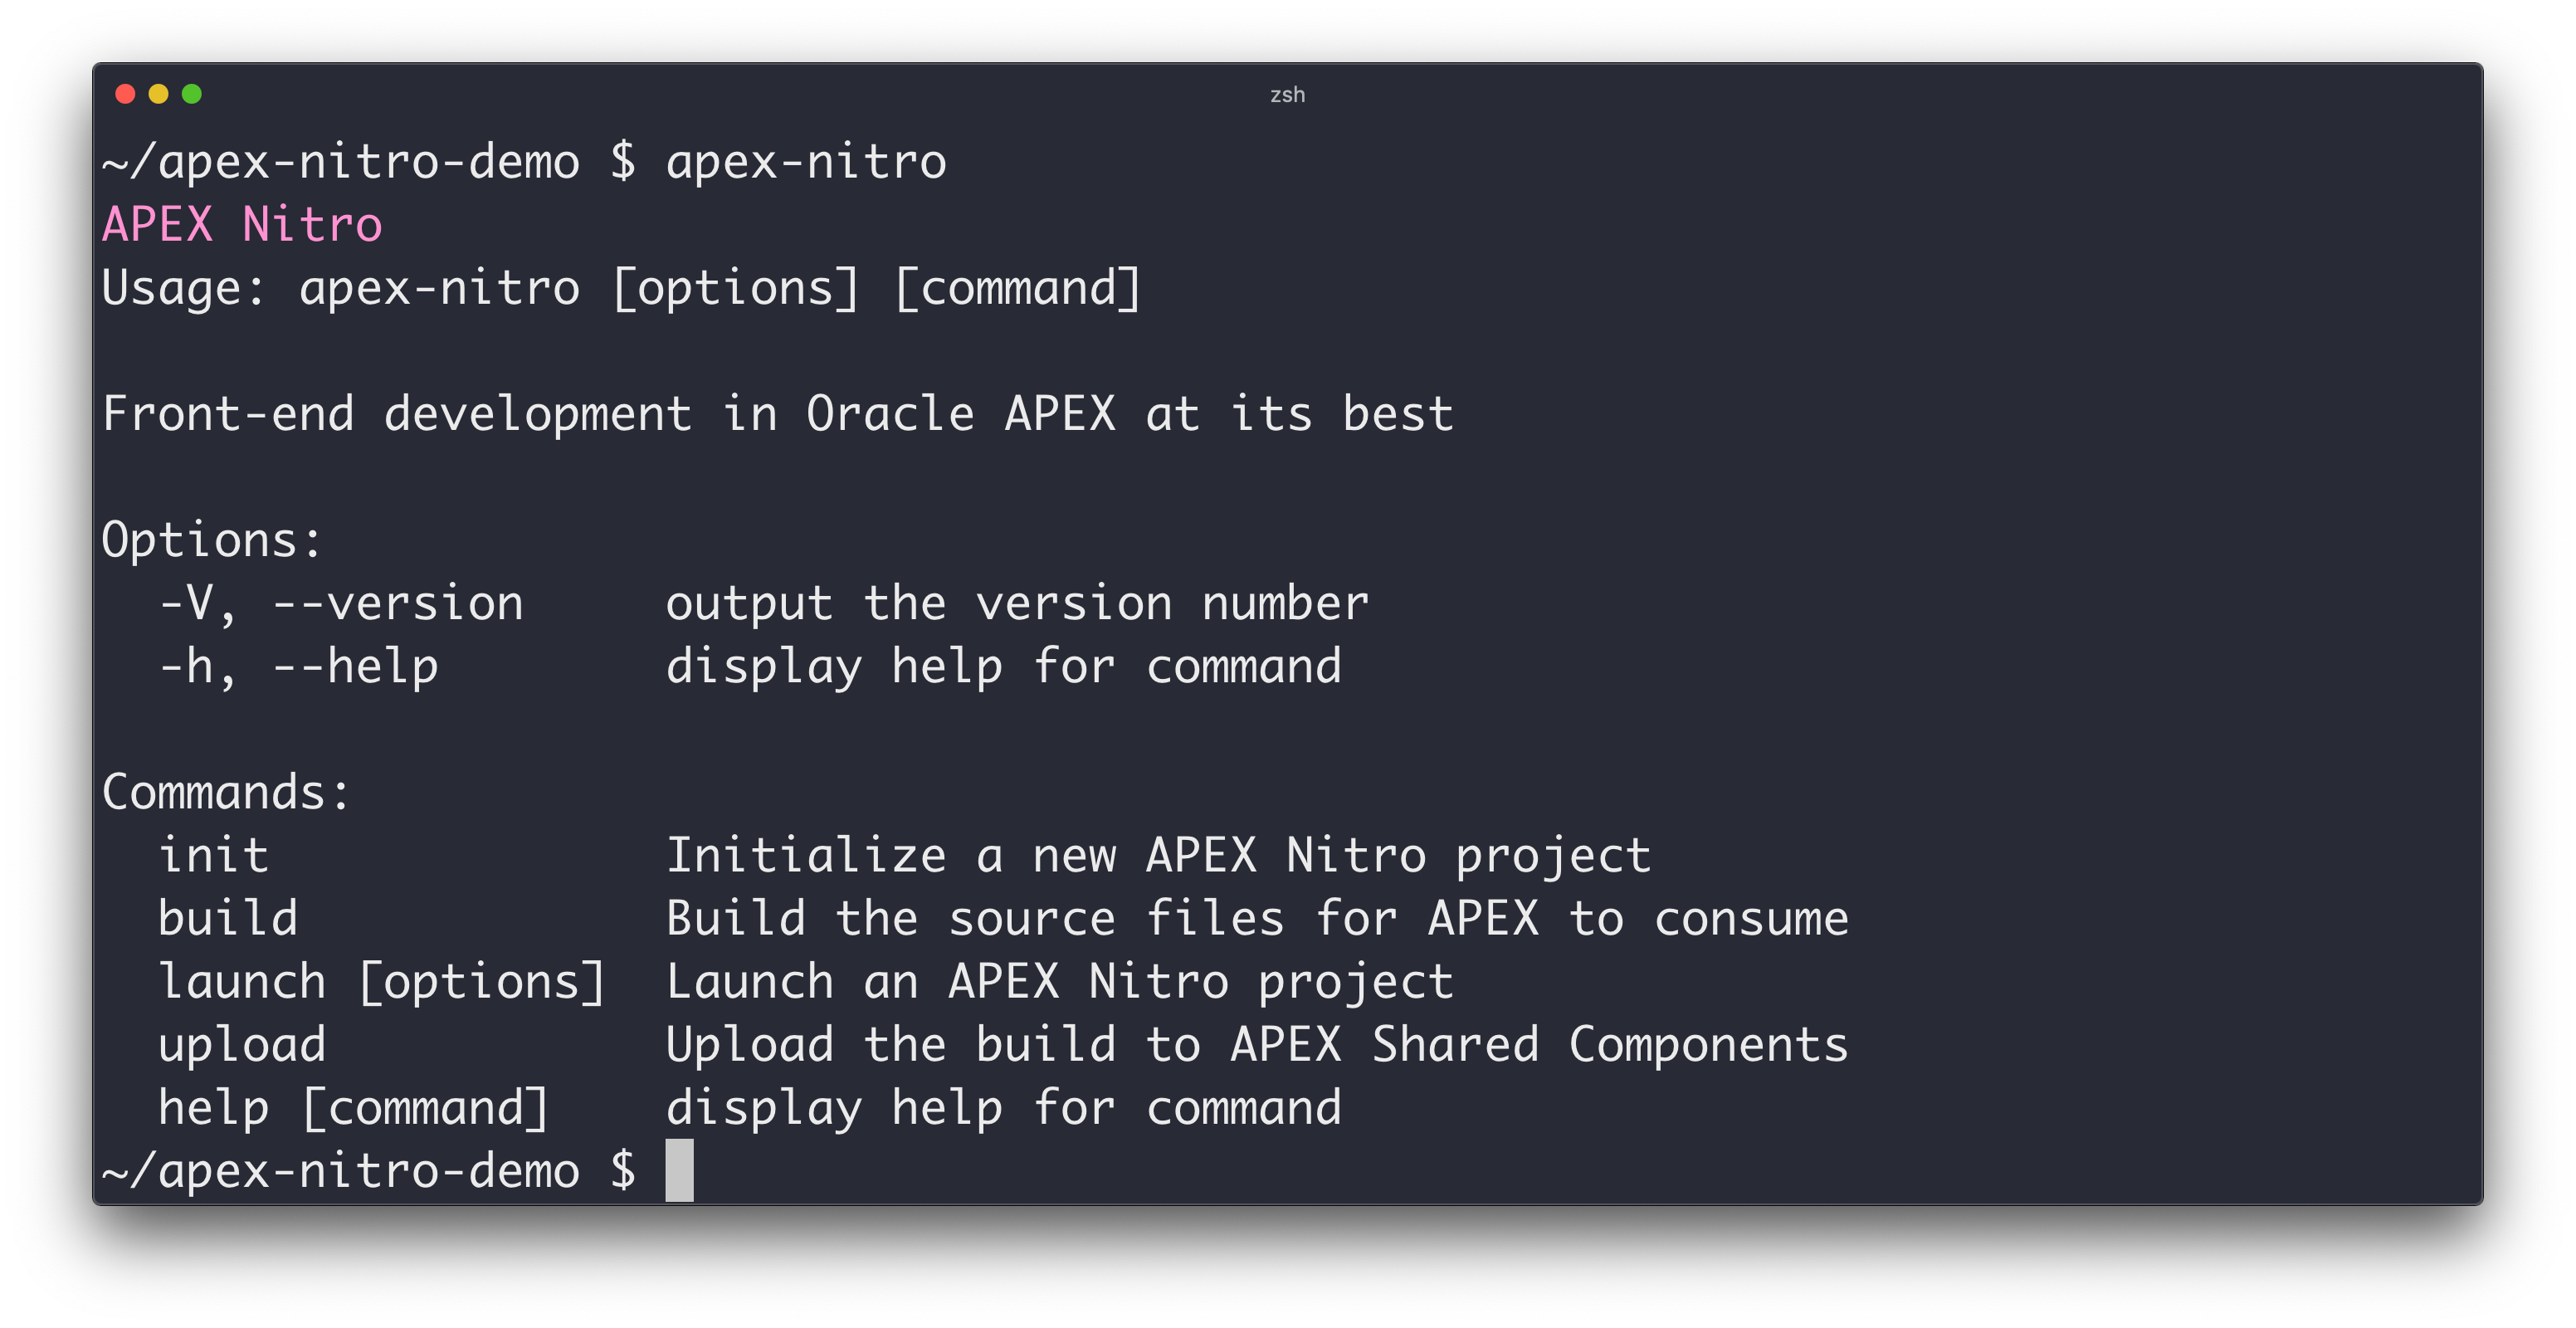 zsh
~/apex-nitro-demo $ apex-nitro
APEX Nitro
Usage: apex-nitro [options] [command]
Front-end development in Oracle APEX at its best
Options:
  -V, --version     output the version number
  -h, --help        display help for command
Commands:
  init              Initialize a new APEX Nitro project
  build             Build the source files for APEX to consume
  launch [options]  Launch an APEX Nitro project
  upload            Upload the build to APEX Shared Components
  help [command]    display help for command
~/apex-nitro-demo $